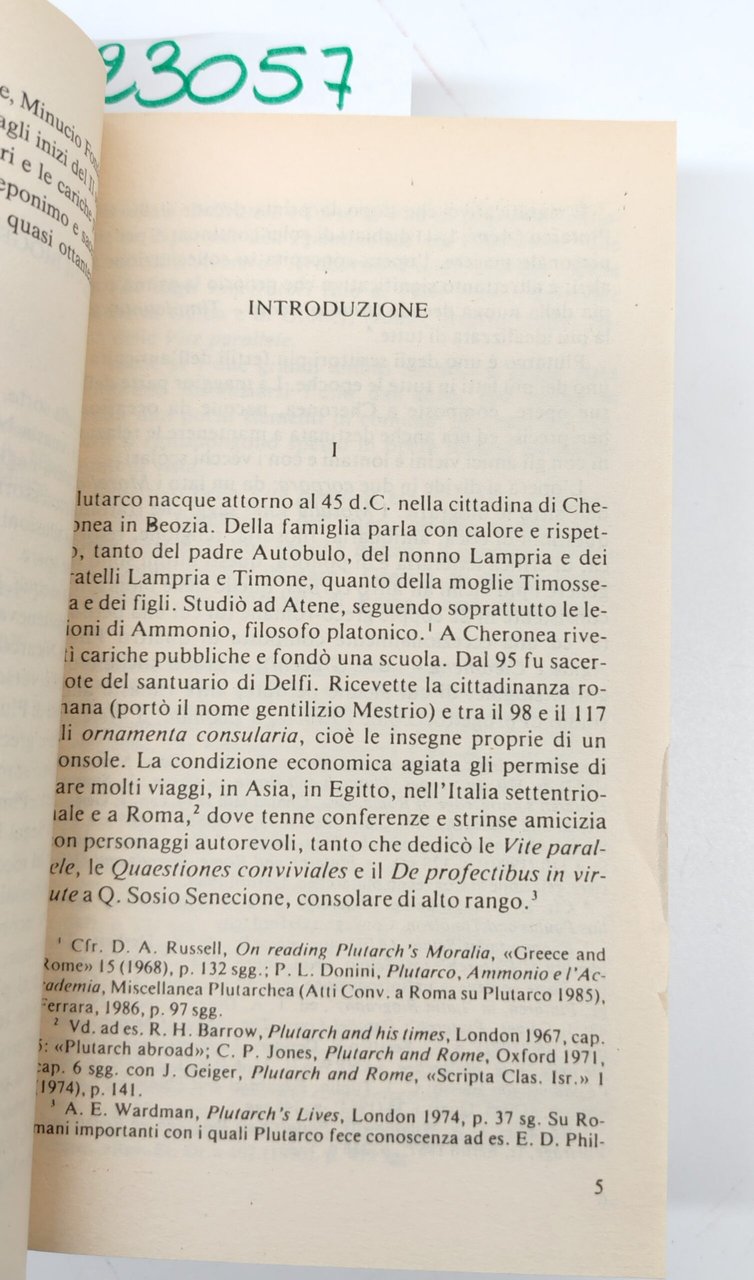 23057
e, Minucio
agli inizi del II
ri e le cariche
eponimo e
quasi
INTRODUZIONE
I
lutarco nacque attorno al 45 d.C. nella cittadina di Che-
onea in Beozia. Della famiglia parla con calore e rispet-
o, tanto del padre Autobulo, del nonno Lampria e dei
ratelli Lampria e Timone, quanto della moglie Timosse-
a e dei figli. Studiò ad Atene, seguendo soprattutto le le-
ioni di Ammonio, filosofo platonico.¹ A Cheronea rive-
tì cariche pubbliche e fondò una scuola. Dal 95 fu sacer-
ote del santuario di Delfi. Ricevette la cittadinanza ro-
mana (portò il nome gentilizio Mestrio) e tra il 98 e il 117
li ornamenta consularia, cioè le insegne proprie di un
onsole. La condizione economica agiata gli permise di
are molti viaggi, in Asia, in Egitto, nell'Italia settentrio-
nale e a Roma,² dove tenne conferenze e strinse amicizia
on personaggi autorevoli, tanto che dedicò le Vite paral-
ele, le Quaestiones conviviales e il De profectibus in vir-
ute a Q. Sosio Senecione, consolare di alto rango.³
¹ Cfr. D. A. Russell, On reading Plutarch's Moralia, «Greece and
Rome» 15 (1968), p. 132 sgg.; P. L. Donini, Plutarco, Ammonio e l'Ac-
cademia, Miscellanea Plutarchea (Atti Conv. a Roma su Plutarco 1985),
Ferrara, 1986, p. 97 sgg.
² Vd. ad es. R. H. Barrow, Plutarch and his times, London 1967, cap.
5: «Plutarch abroad»; C. P. Jones, Plutarch and Rome, Oxford 1971,
cap. 6 sgg. con J. Geiger, Plutarch and Rome, «Scripta Clas. Isr.» 1
(1974), p. 141.
³ A. E. Wardman, Plutarch's Lives, London 1974, p. 37 sg. Su Ro-
mani importanti con i quali Plutarco fece conoscenza ad es. E. D. Phil-
5